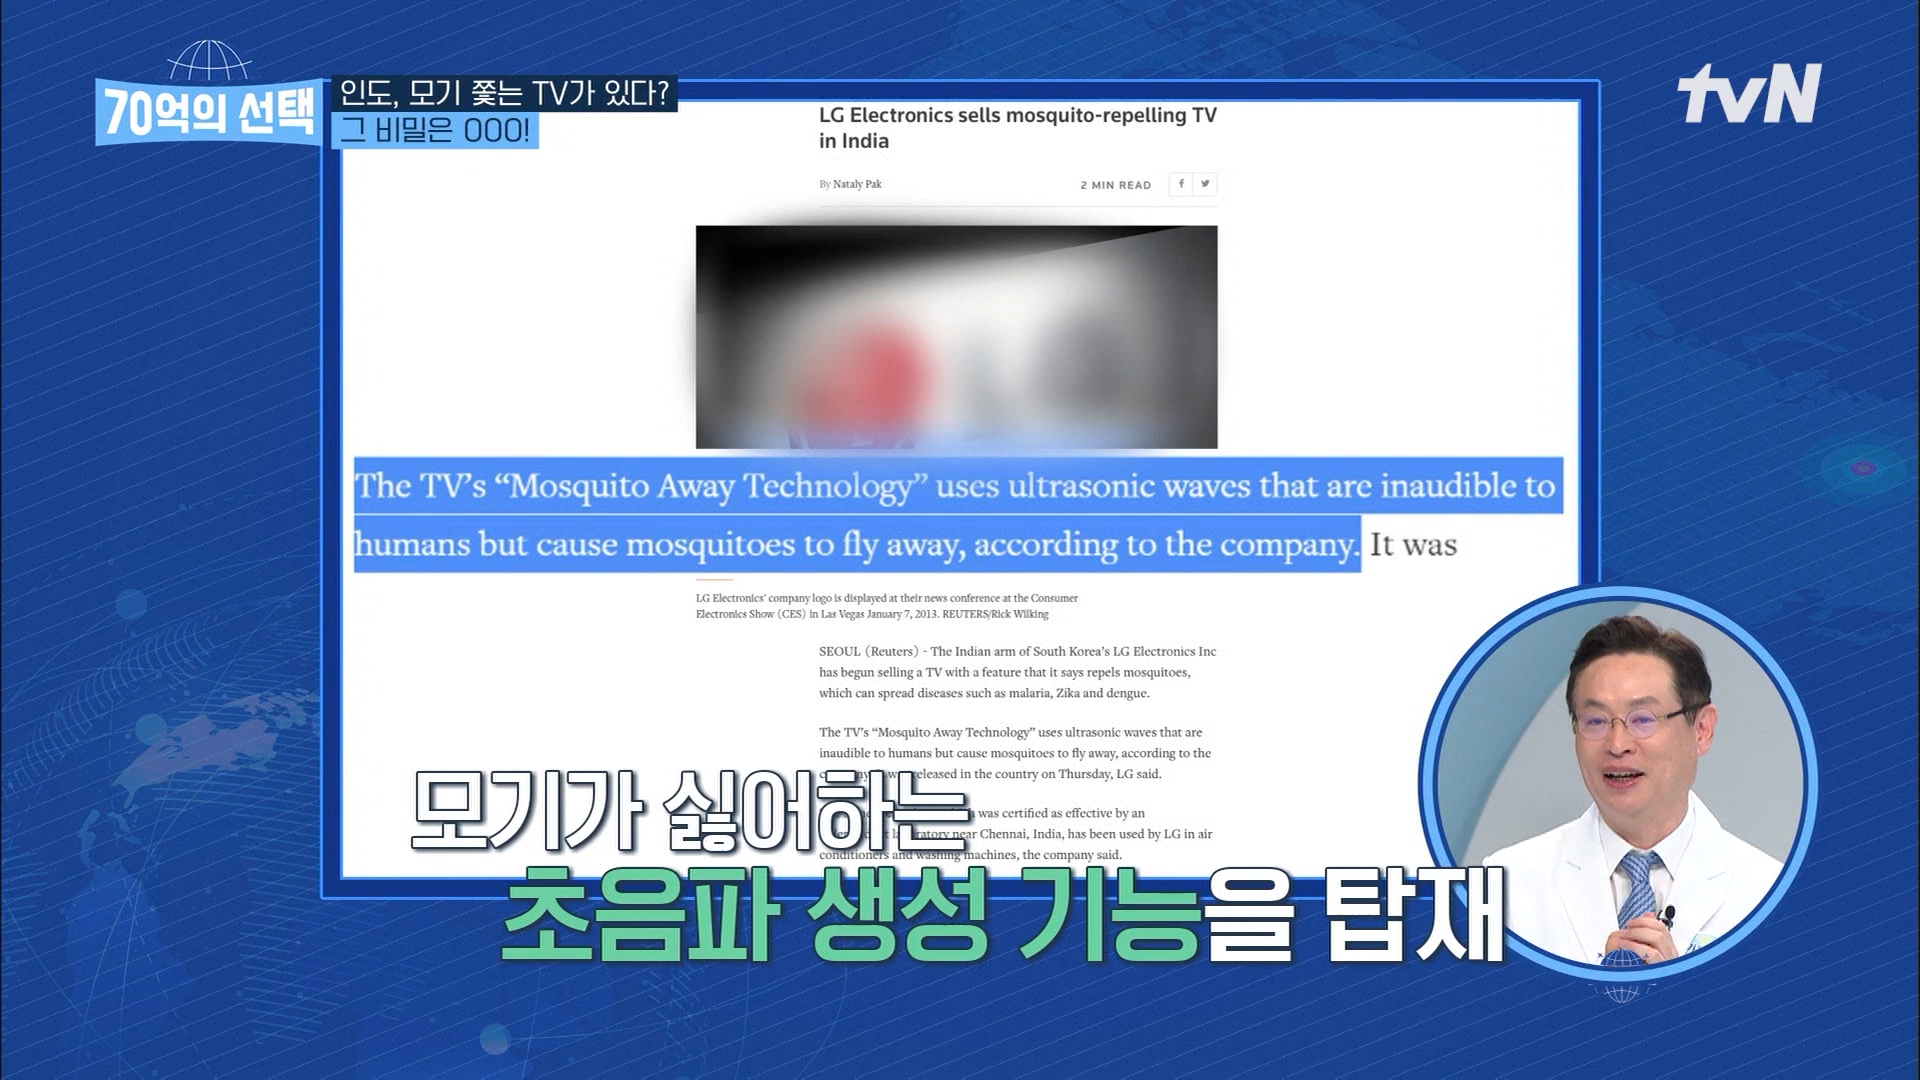 70억의 선택
인도, 모기 쫓는 TV가 있다?
그 비밀은 OOO!
tvN
LG Electronics sells mosquito-repelling TV
in India
By Nataly Pak
2 MIN READ
The TV's “Mosquito Away Technology” uses ultrasonic waves that are inaudible to
humans but cause mosquitoes to fly away, according to the company. It was
LG Electronics' company logo is displayed at their news conference at the Consumer
Electronics Show (CES) in Las Vegas January 7, 2013. REUTERS/Rick Wilking
SEOUL (Reuters) - The Indian arm of South Korea's LG Electronics Inc
has begun selling a TV with a feature that it says repels mosquitoes,
which can spread diseases such as malaria, Zika and dengue.
The TV's “Mosquito Away Technology” uses ultrasonic waves that are
inaudible to humans but cause mosquitoes to fly away, according to the
released in the country on Thursday, LG said.
was certified as effective by an
near Chennai, India, has been used by LG in air
conditioners and washing machines, the company said.
모기가 싫어하는
초음파 생성 기능을 탑재